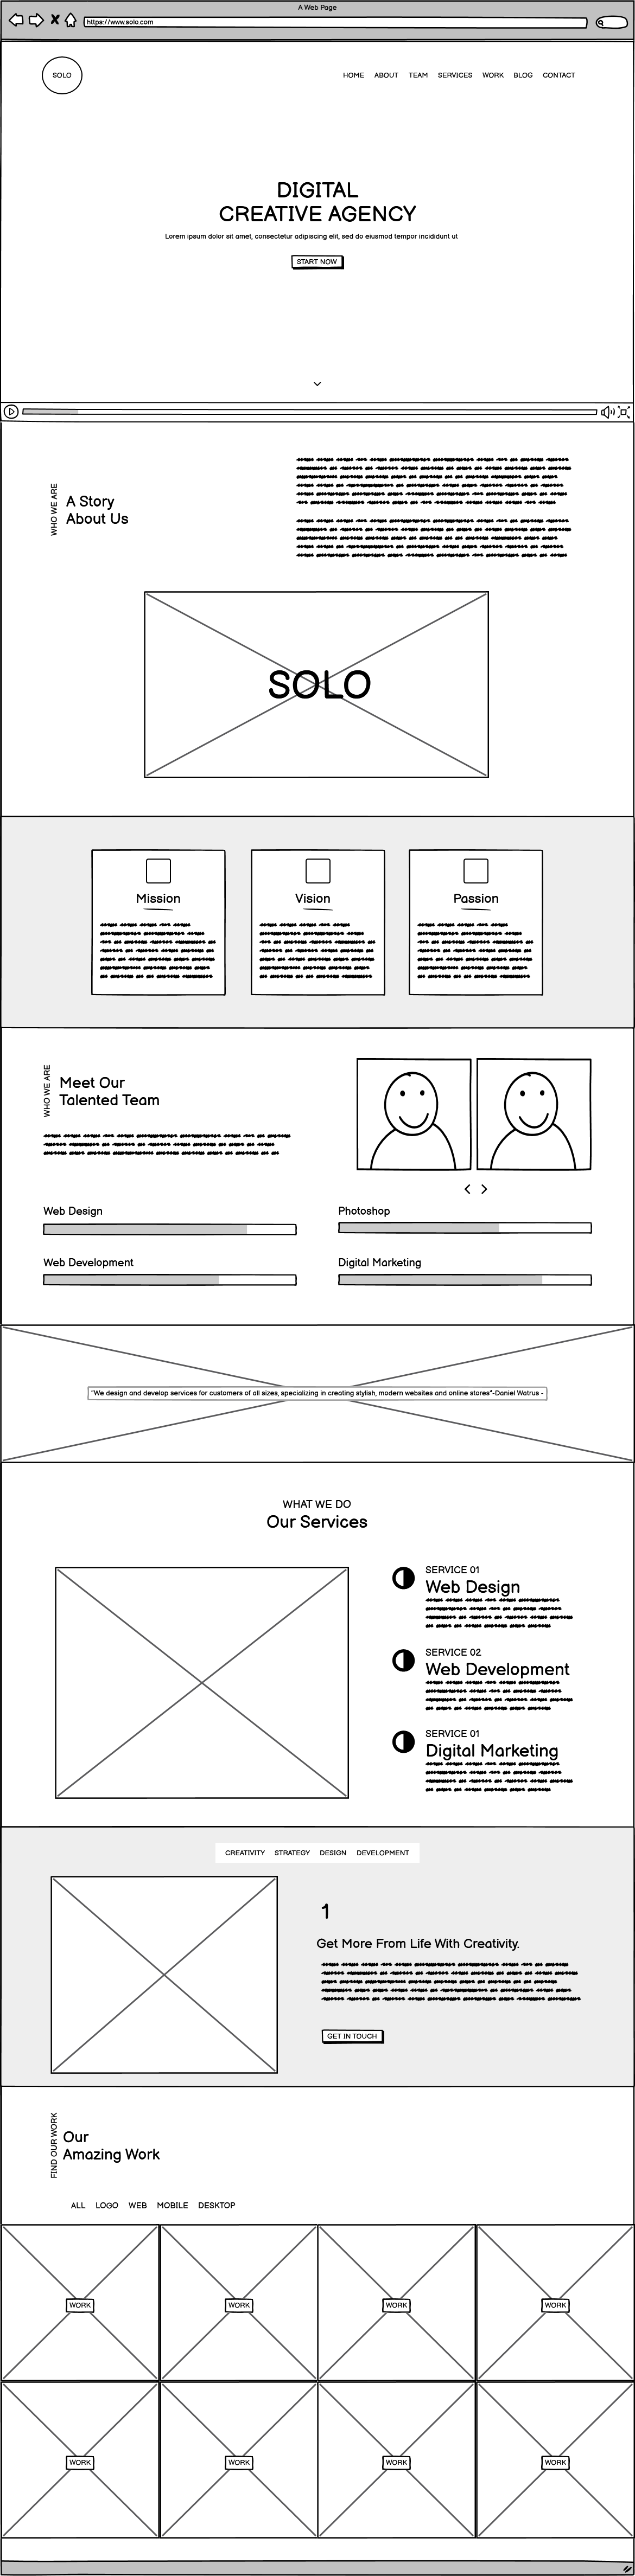 A Web Page
https://www.solo.com
SOLO
HOME ABOUT TEAM SERVICES WORK BLOG CONTACT
DIGITAL
CREATIVE AGENCY
Lorem ipsum dolor sit amet, consectetur adipiscing elit, sed do eiusmod tempor incididunt ut
START NOW
WHO WE ARE
A Story
About Us
SOLO
Mission
Vision
Passion
WHO WE ARE
Meet Our
Talented Team
Web Design
Photoshop
Web Development
Digital Marketing
"We design and develop services for customers of all sizes, specializing in creating stylish, modern websites and online stores"-Daniel Watrus -
WHAT WE DO
Our Services
SERVICE 01
Web Design
SERVICE 02
Web Development
SERVICE 01
Digital Marketing
CREATIVITY STRATEGY DESIGN DEVELOPMENT
1
Get More From Life With Creativity.
GET IN TOUCH
FIND OUR WORK
Our
Amazing Work
ALL LOGO WEB MOBILE DESKTOP
WORK WORK WORK WORK
WORK WORK WORK WORK